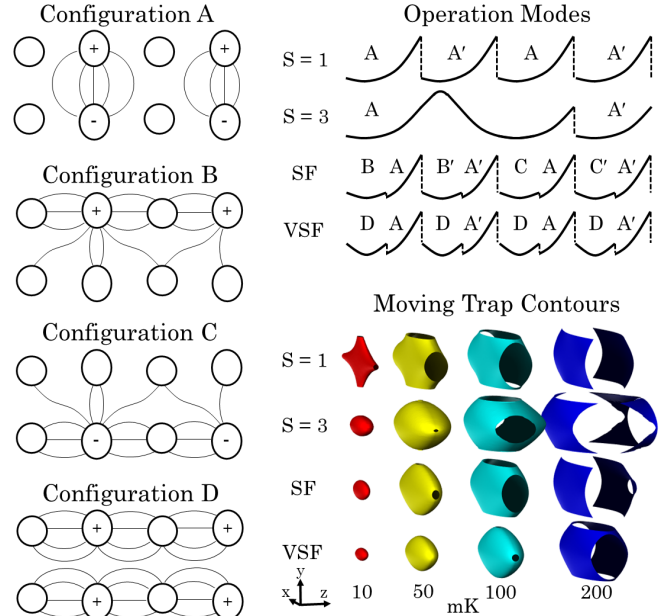 Configuration A
+ +
- -
Configuration B
+ +
Configuration C
- -
Configuration D
+ +
+ +
Operation Modes
S = 1 A A′ A A′
S = 3 A A′
SF B A B′ A′ C A C′ A′
VSF D A D A′ D A D A′
Moving Trap Contours
S = 1
S = 3
SF
VSF
y
x z
10 50 100 200
mK